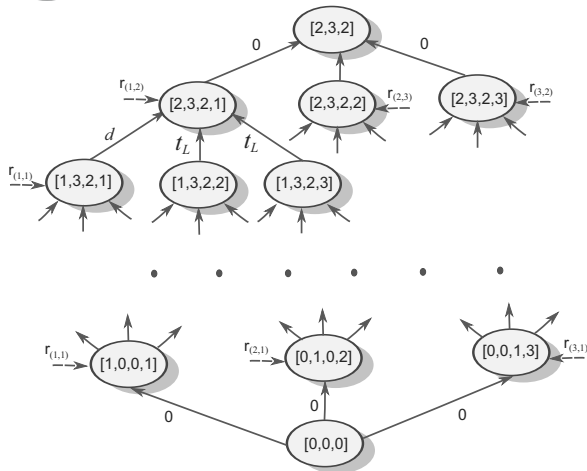 [2,3,2]
0 0
r(1,2) [2,3,2,1] [2,3,2,2] r(2,3) [2,3,2,3] r(3,2)
d t_L t_L
r(1,1) [1,3,2,1] [1,3,2,2] [1,3,2,3]
r(1,1) [1,0,0,1] r(2,1) [0,1,0,2] [0,0,1,3] r(3,1)
0 0 0
[0,0,0]